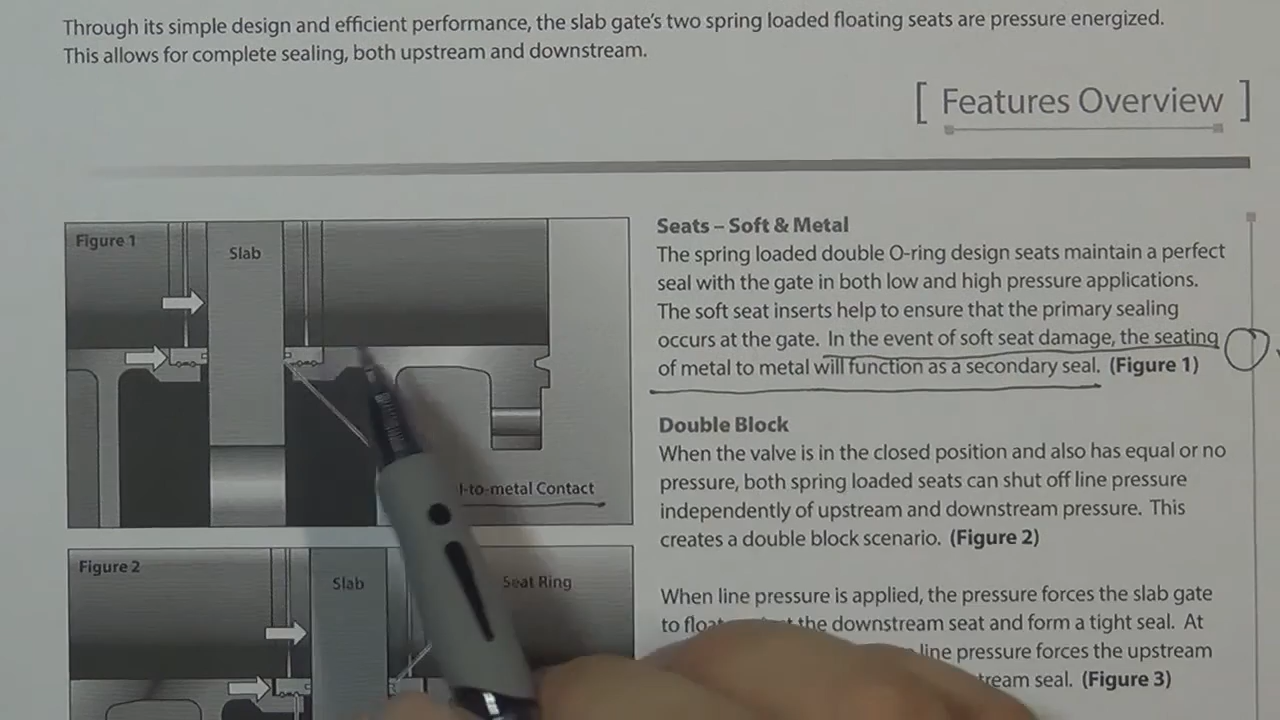 Through its simple design and efficient performance, the slab gate's two spring loaded floating seats are pressure energized.
This allows for complete sealing, both upstream and downstream.
[ Features Overview ]
Figure 1
Slab
-to-metal Contact
Seats – Soft & Metal
The spring loaded double O-ring design seats maintain a perfect
seal with the gate in both low and high pressure applications.
The soft seat inserts help to ensure that the primary sealing
occurs at the gate. In the event of soft seat damage, the seating
of metal to metal will function as a secondary seal. (Figure 1)
Double Block
When the valve is in the closed position and also has equal or no
pressure, both spring loaded seats can shut off line pressure
independently of upstream and downstream pressure. This
creates a double block scenario. (Figure 2)
Figure 2
Slab
Seat Ring
When line pressure is applied, the pressure forces the slab gate
to the downstream seat and form a tight seal. At
line pressure forces the upstream
seal. (Figure 3)